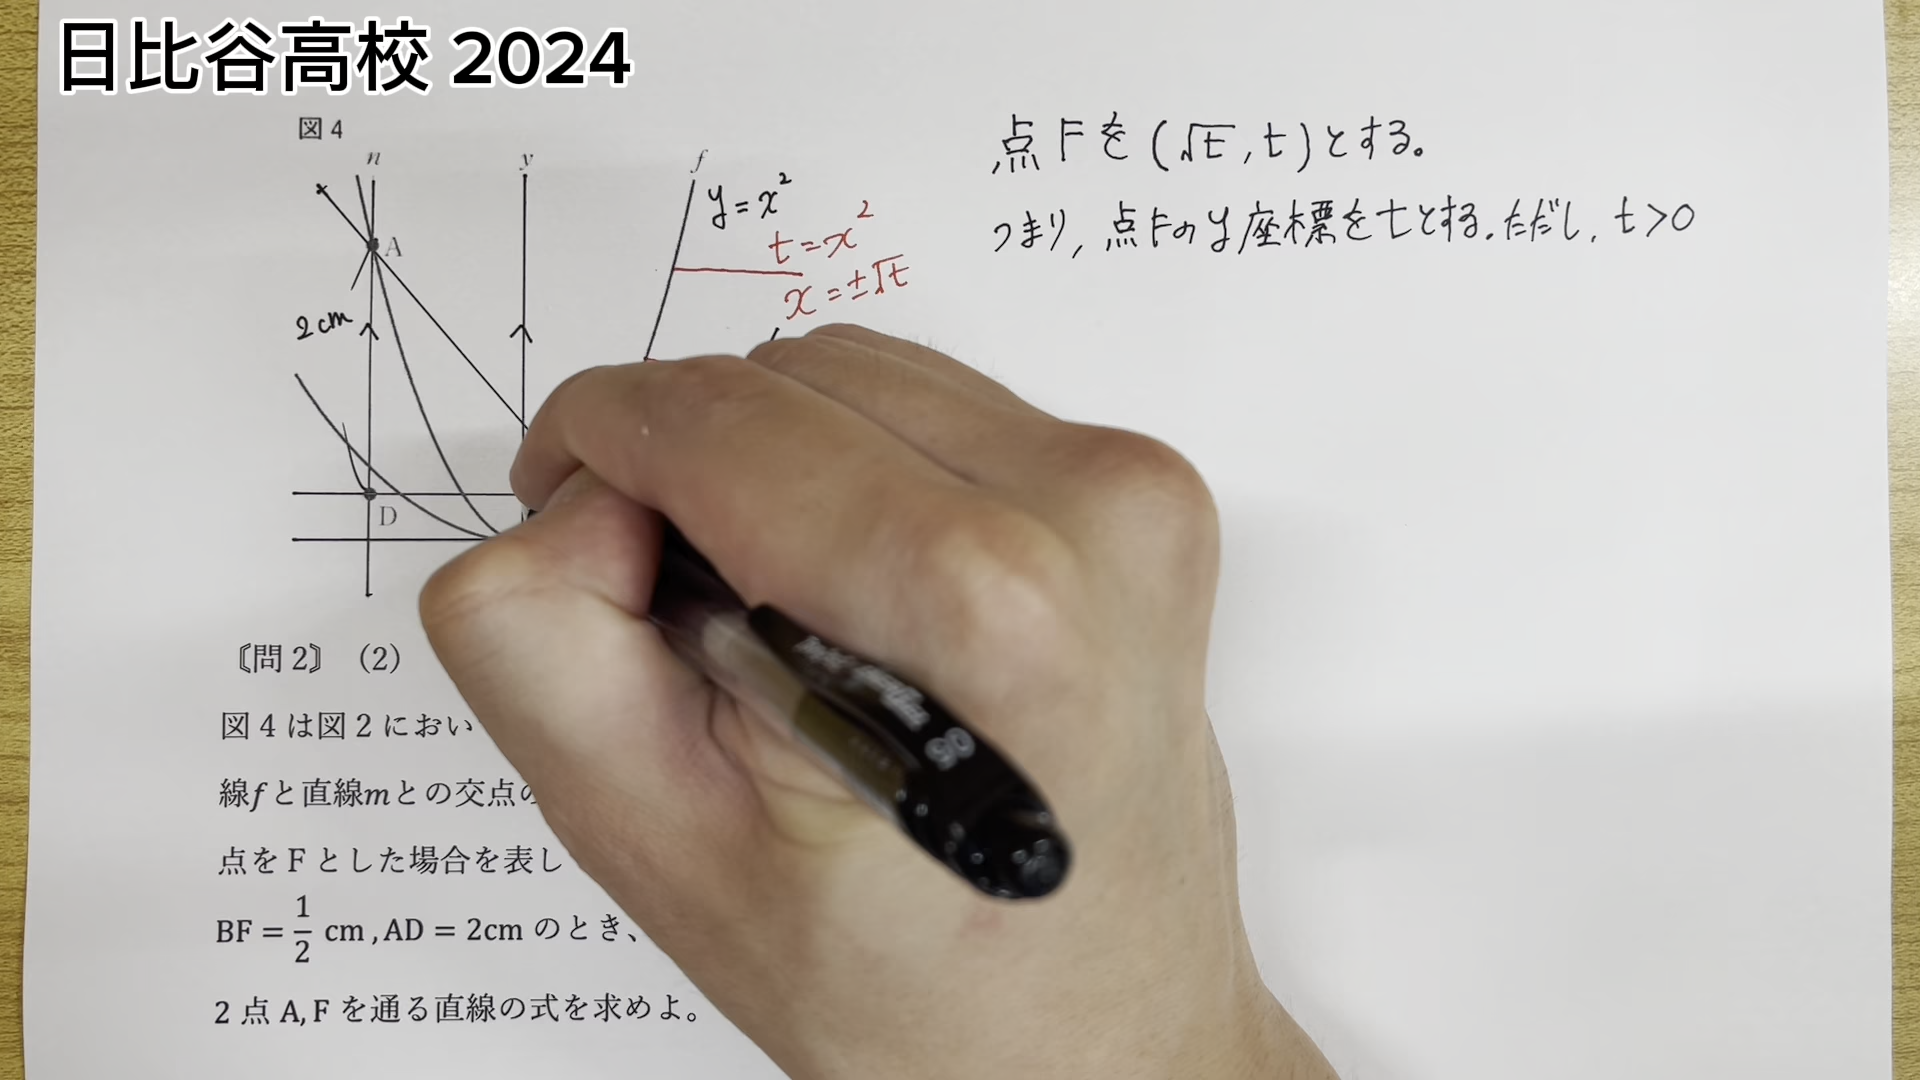 日比谷高校 2024
図4
n
y
f
y=x²
t=x²
x=±√t
A
2cm
D
点Fを(√t,t)とする。
つまり,点Fのy座標をtとする.ただし,t>0
〘問2〙(2)
図4は図2におい
線fと直線mとの交点
点をFとした場合を表し
BF=1/2 cm,AD=2cmのとき、
2点A,Fを通る直線の式を求めよ。